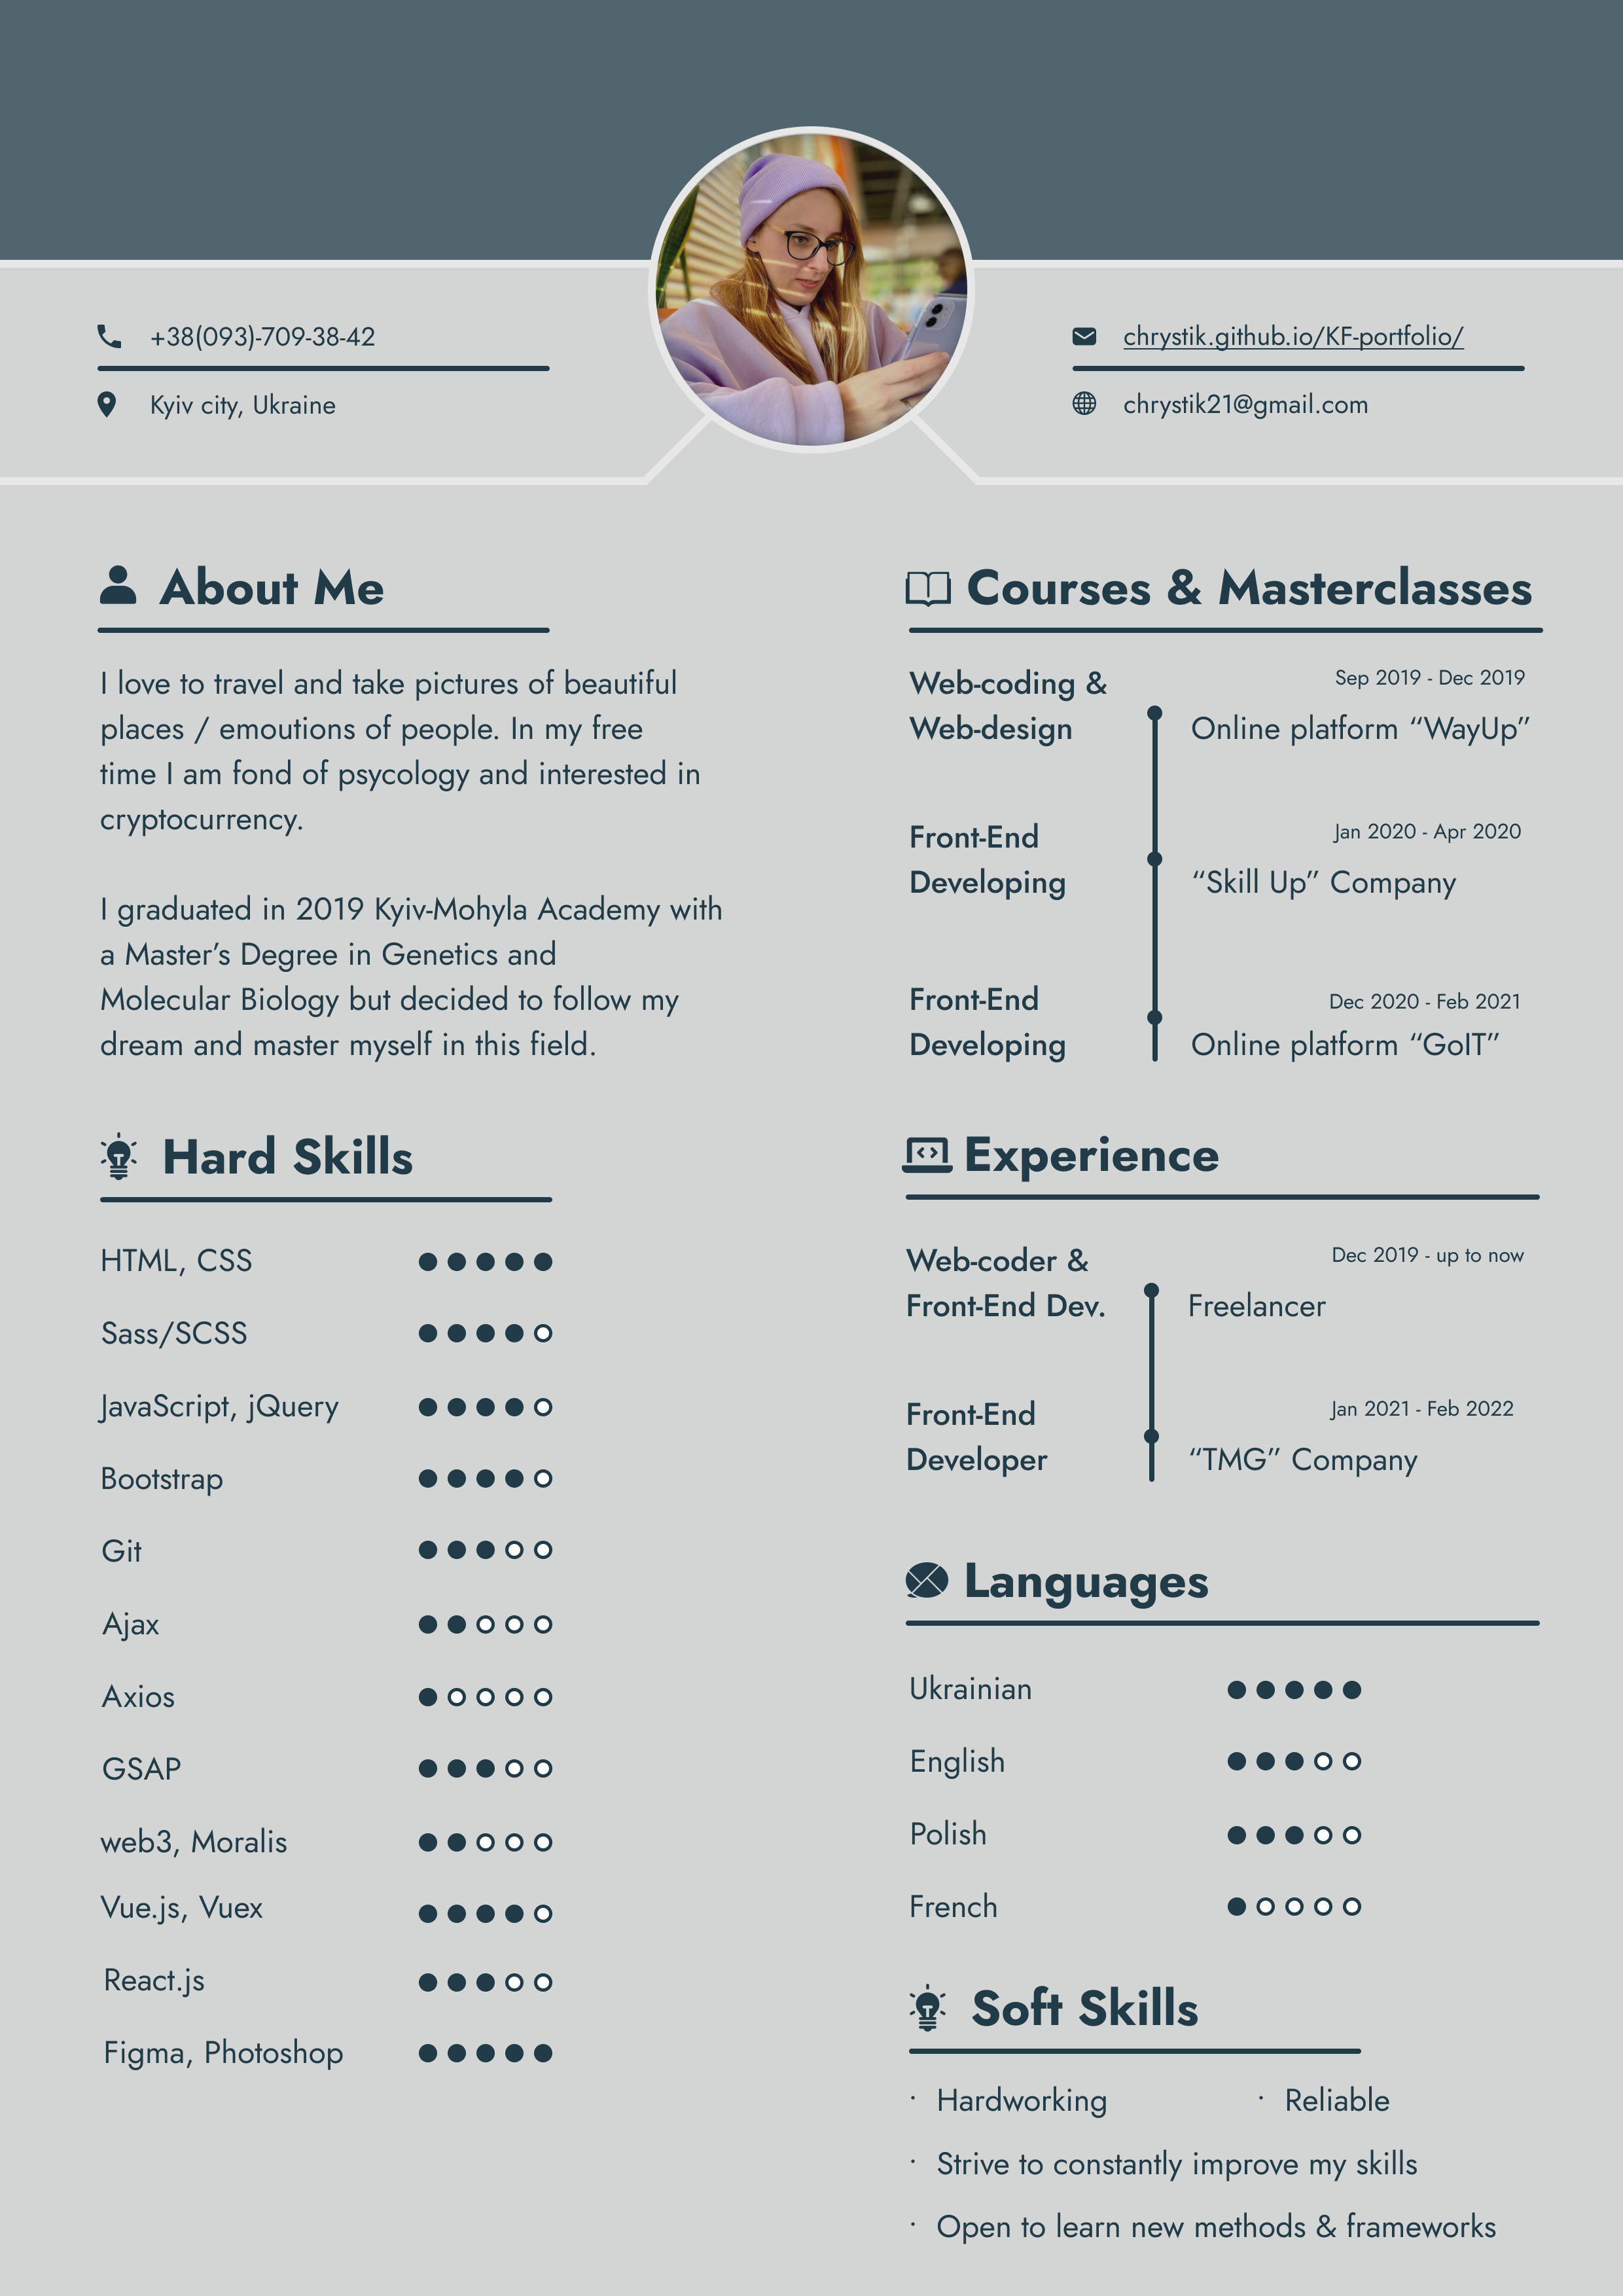 +38(093)-709-38-42
Kyiv city, Ukraine
chrystik.github.io/KF-portfolio/
chrystik21@gmail.com
About Me
I love to travel and take pictures of beautiful
places / emoutions of people. In my free
time I am fond of psycology and interested in
cryptocurrency.
I graduated in 2019 Kyiv-Mohyla Academy with
a Master’s Degree in Genetics and
Molecular Biology but decided to follow my
dream and master myself in this field.
Hard Skills
HTML, CSS
Sass/SCSS
JavaScript, jQuery
Bootstrap
Git
Ajax
Axios
GSAP
web3, Moralis
Vue.js, Vuex
React.js
Figma, Photoshop
Courses & Masterclasses
Web-coding &
Web-design
Sep 2019 - Dec 2019
Online platform “WayUp”
Front-End
Developing
Jan 2020 - Apr 2020
“Skill Up” Company
Front-End
Developing
Dec 2020 - Feb 2021
Online platform “GoIT”
Experience
Web-coder &
Front-End Dev.
Dec 2019 - up to now
Freelancer
Front-End
Developer
Jan 2021 - Feb 2022
“TMG” Company
Languages
Ukrainian
English
Polish
French
Soft Skills
· Hardworking
· Reliable
· Strive to constantly improve my skills
· Open to learn new methods & frameworks